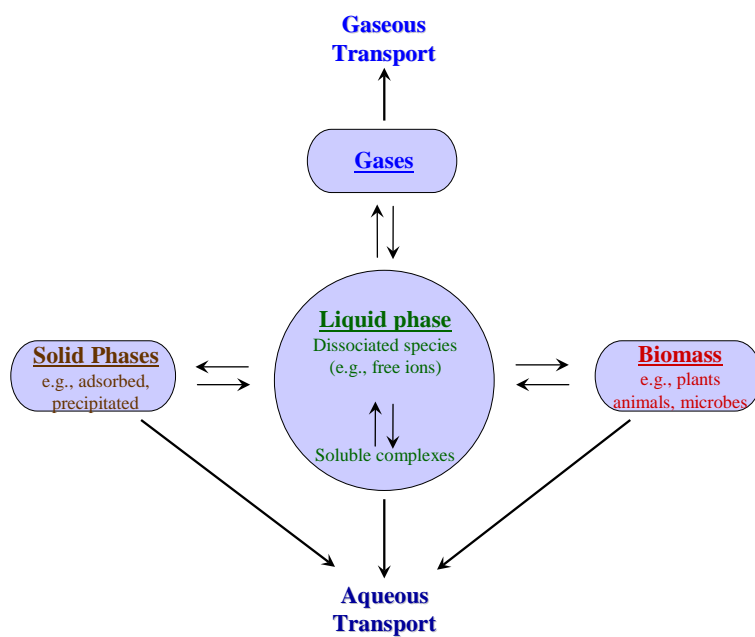 Gaseous
Transport
Gases
Liquid phase
Dissociated species
(e.g., free ions)
Soluble complexes
Solid Phases
e.g., adsorbed,
precipitated
Biomass
e.g., plants
animals, microbes
Aqueous
Transport